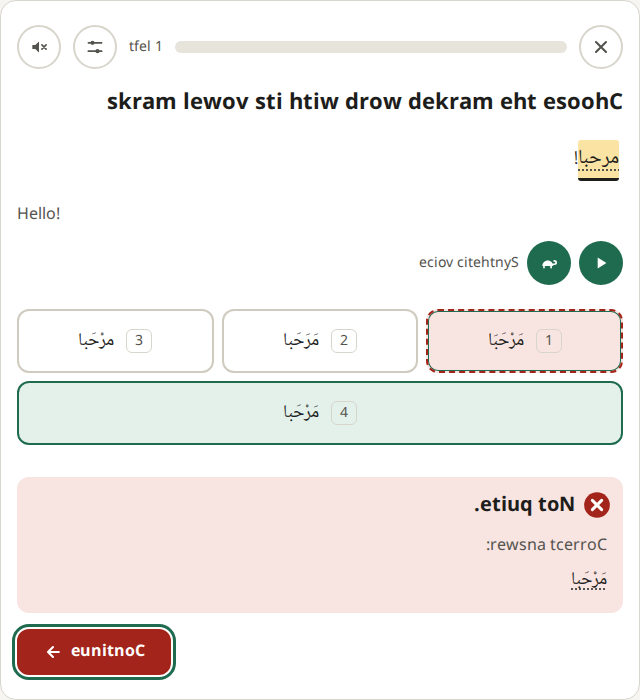 tfel 1
skram lewov sti htiw drow dekram eht esoohC
مرحبا!
Hello!
eciov citehtnyS
1 مَرْحَبَا
2 مَرَحَبا
3 مرْحَبا
4 مَرْحَبا
.etiuq toN
:rewsna tcerroC
مَرْحَبا
eunitnoC